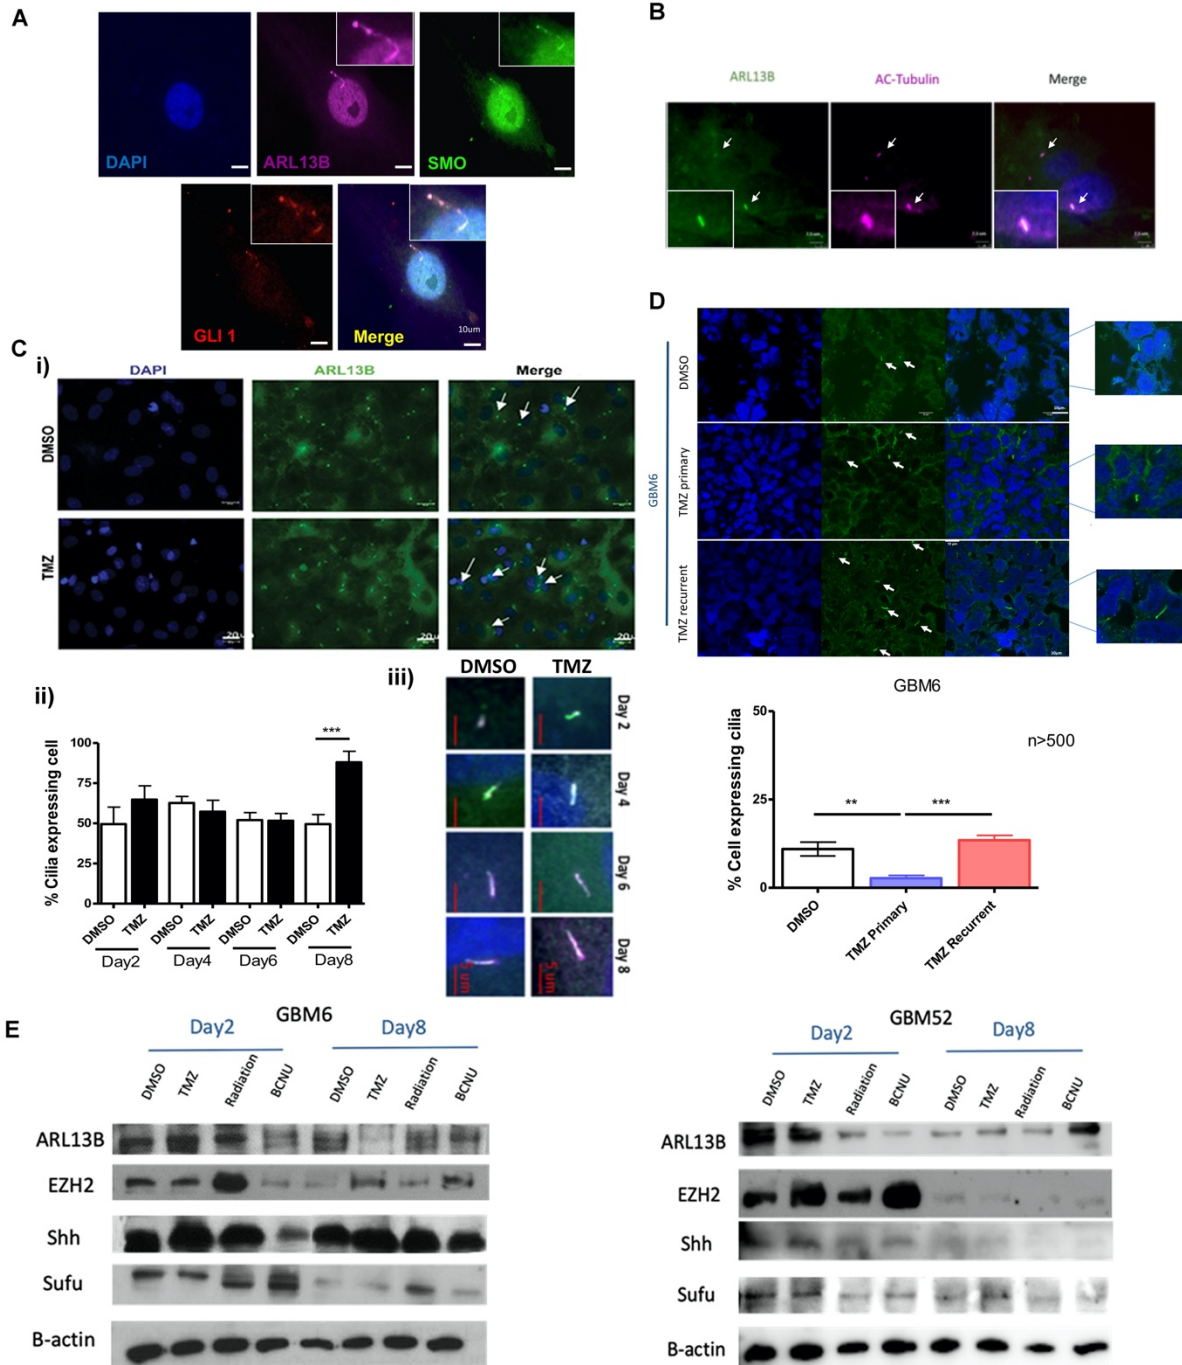 A
DAPI
ARL13B
SMO
GLI 1
Merge
10um
B
ARL13B
AC-Tubulin
Merge
C
i)
DAPI
ARL13B
Merge
DMSO
TMZ
20
20
20
D
GBM6
DMSO
TMZ primary
TMZ recurrent
ii)
% Cilia expressing cell
100
75
50
25
0
DMSO
TMZ
DMSO
TMZ
DMSO
TMZ
DMSO
TMZ
Day2
Day4
Day6
Day8
***
iii)
DMSO
TMZ
Day 2
Day 4
Day 6
Day 8
5 um
5 um
GBM6
% Cell expressing cilia
50
25
0
**
***
n>500
DMSO
TMZ Primary
TMZ Recurrent
E
GBM6
Day2
Day8
DMSO
TMZ
Radiation
BCNU
DMSO
TMZ
Radiation
BCNU
ARL13B
EZH2
Shh
Sufu
B-actin
GBM52
Day2
Day8
DMSO
TMZ
Radiation
BCNU
DMSO
TMZ
Radiation
BCNU
ARL13B
EZH2
Shh
Sufu
B-actin